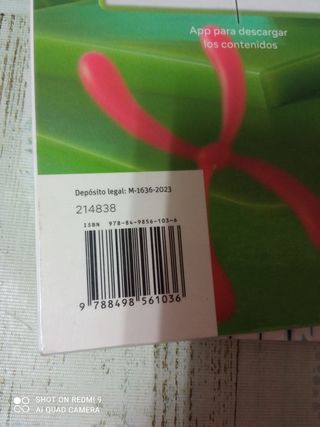 App para descargar
los contenidos
Depósito legal: M-1636-2023
214838
ISBN 978-84-9856-103-6
9 788498 561036
SHOT ON REDMI 9
AI QUAD CAMERA